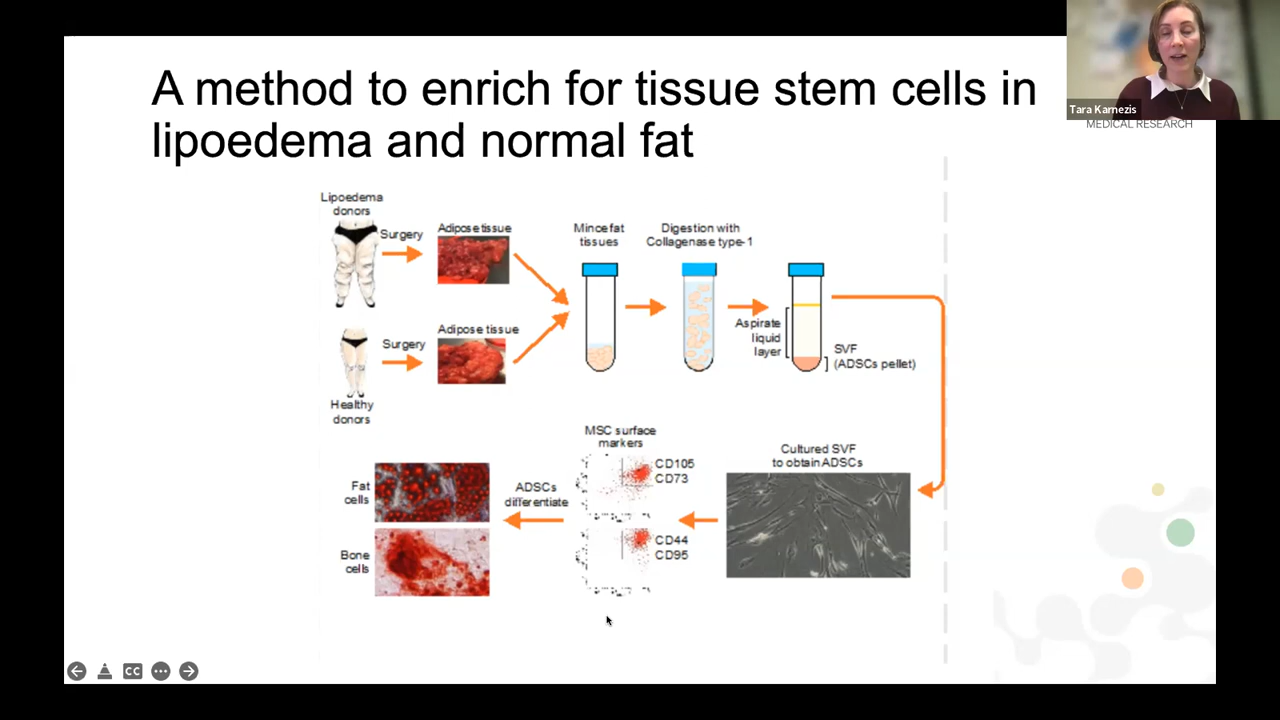 A method to enrich for tissue stem cells in
lipoedema and normal fat
Tara Karnezis
MEDICAL RESEARCH
Lipoedema
donors
Surgery
Adipose tissue
Mince fat
tissues
Digestion with
Collagenase type-1
Healthy
donors
Surgery
Adipose tissue
Aspirate
liquid
layer
SVF
(ADSCs pellet)
Cultured SVF
to obtain ADSCs
MSC surface
markers
CD105
CD73
CD44
CD95
ADSCs
differentiate
Fat
cells
Bone
cells
CC